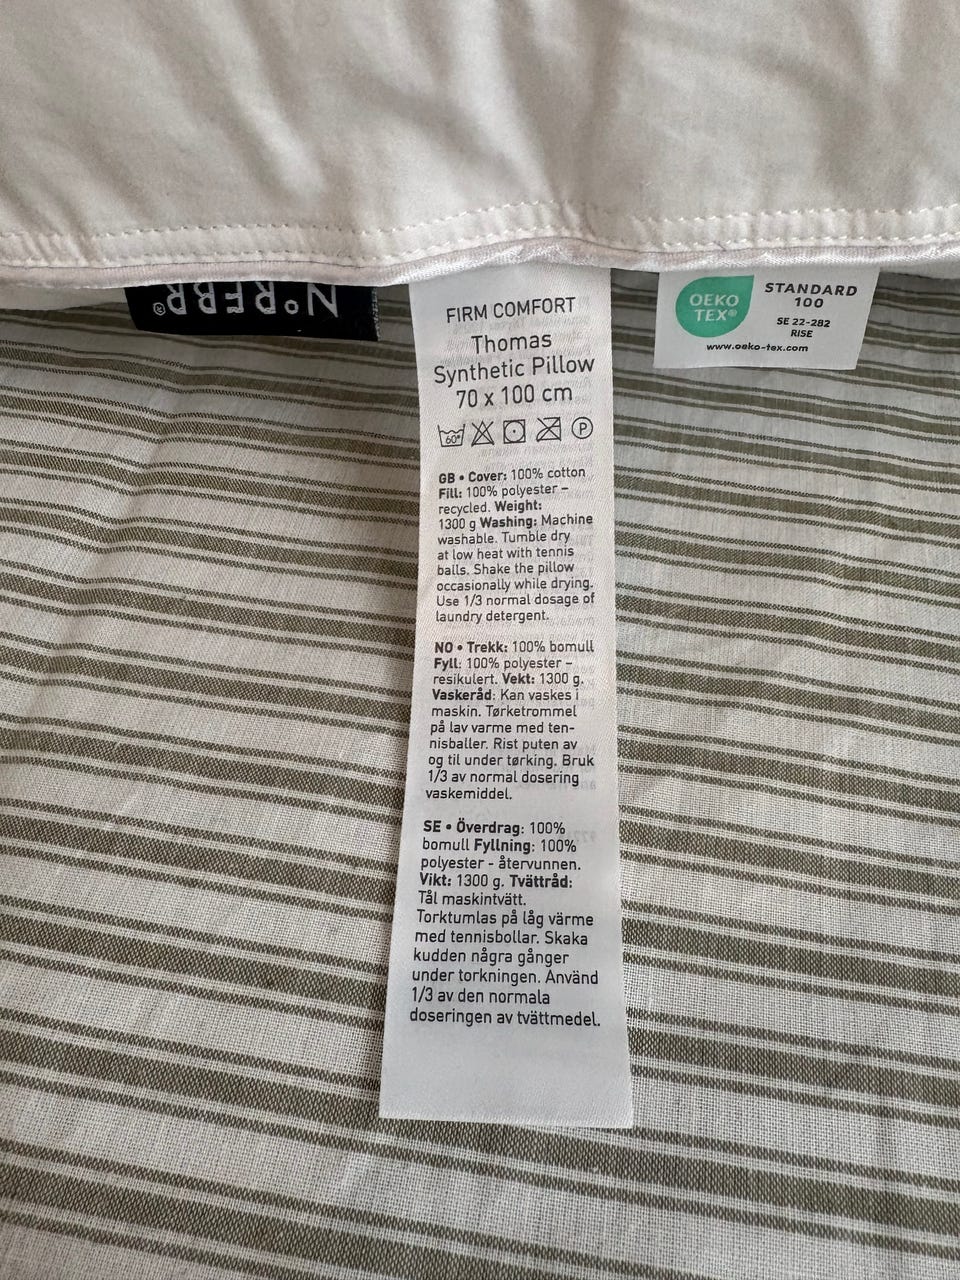 N°RFBR®
FIRM COMFORT
Thomas
Synthetic Pillow
70 x 100 cm
60°
P
GB • Cover: 100% cotton
Fill: 100% polyester –
recycled. Weight:
1300 g Washing: Machine
washable. Tumble dry
at low heat with tennis
balls. Shake the pillow
occasionally while drying.
Use 1/3 normal dosage of
laundry detergent.
NO • Trekk: 100% bomull
Fyll: 100% polyester –
resikulert. Vekt: 1300 g.
Vaskeråd: Kan vaskes i
maskin. Tørketrommel
på lav varme med ten-
nisballer. Rist puten av
og til under tørking. Bruk
1/3 av normal dosering
vaskemiddel.
SE • Överdrag: 100%
bomull Fyllning: 100%
polyester - återvunnen.
Vikt: 1300 g. Tvättråd:
Tål maskintvätt.
Torktumlas på låg värme
med tennisbollar. Skaka
kudden några gånger
under torkningen. Använd
1/3 av den normala
doseringen av tvättmedel.
OEKO
TEX®
STANDARD
100
SE 22-282
RISE
www.oeko-tex.com